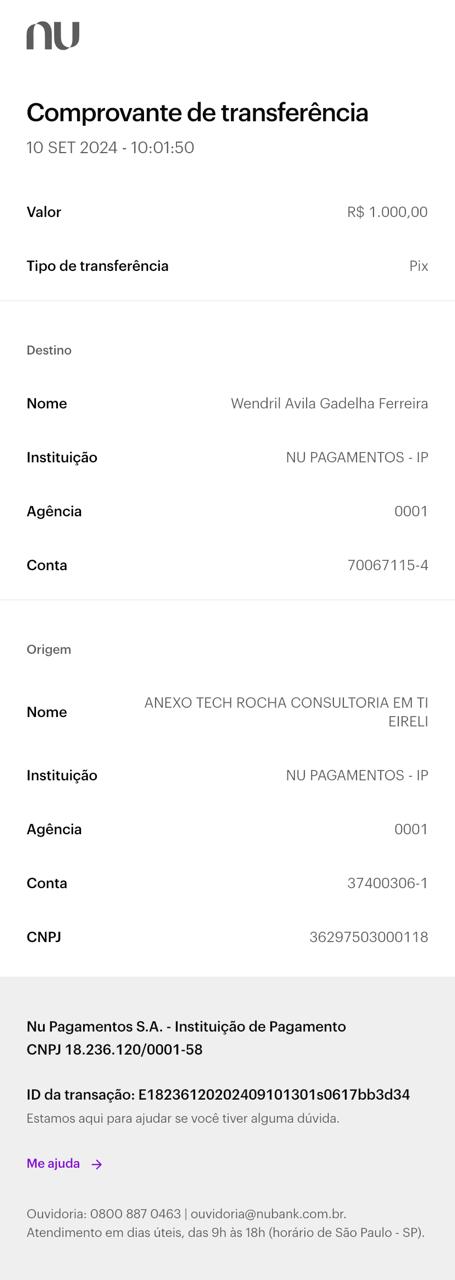 nu
Comprovante de transferência
10 SET 2024 - 10:01:50
Valor R$ 1.000,00
Tipo de transferência Pix
Destino
Nome Wendril Avila Gadelha Ferreira
Instituição NU PAGAMENTOS - IP
Agência 0001
Conta 70067115-4
Origem
Nome ANEXO TECH ROCHA CONSULTORIA EM TI
EIRELI
Instituição NU PAGAMENTOS - IP
Agência 0001
Conta 37400306-1
CNPJ 36297503000118
Nu Pagamentos S.A. - Instituição de Pagamento
CNPJ 18.236.120/0001-58
ID da transação: E18236120202409101301s0617bb3d34
Estamos aqui para ajudar se você tiver alguma dúvida.
Me ajuda →
Ouvidoria: 0800 887 0463 | ouvidoria@nubank.com.br.
Atendimento em dias úteis, das 9h às 18h (horário de São Paulo - SP).